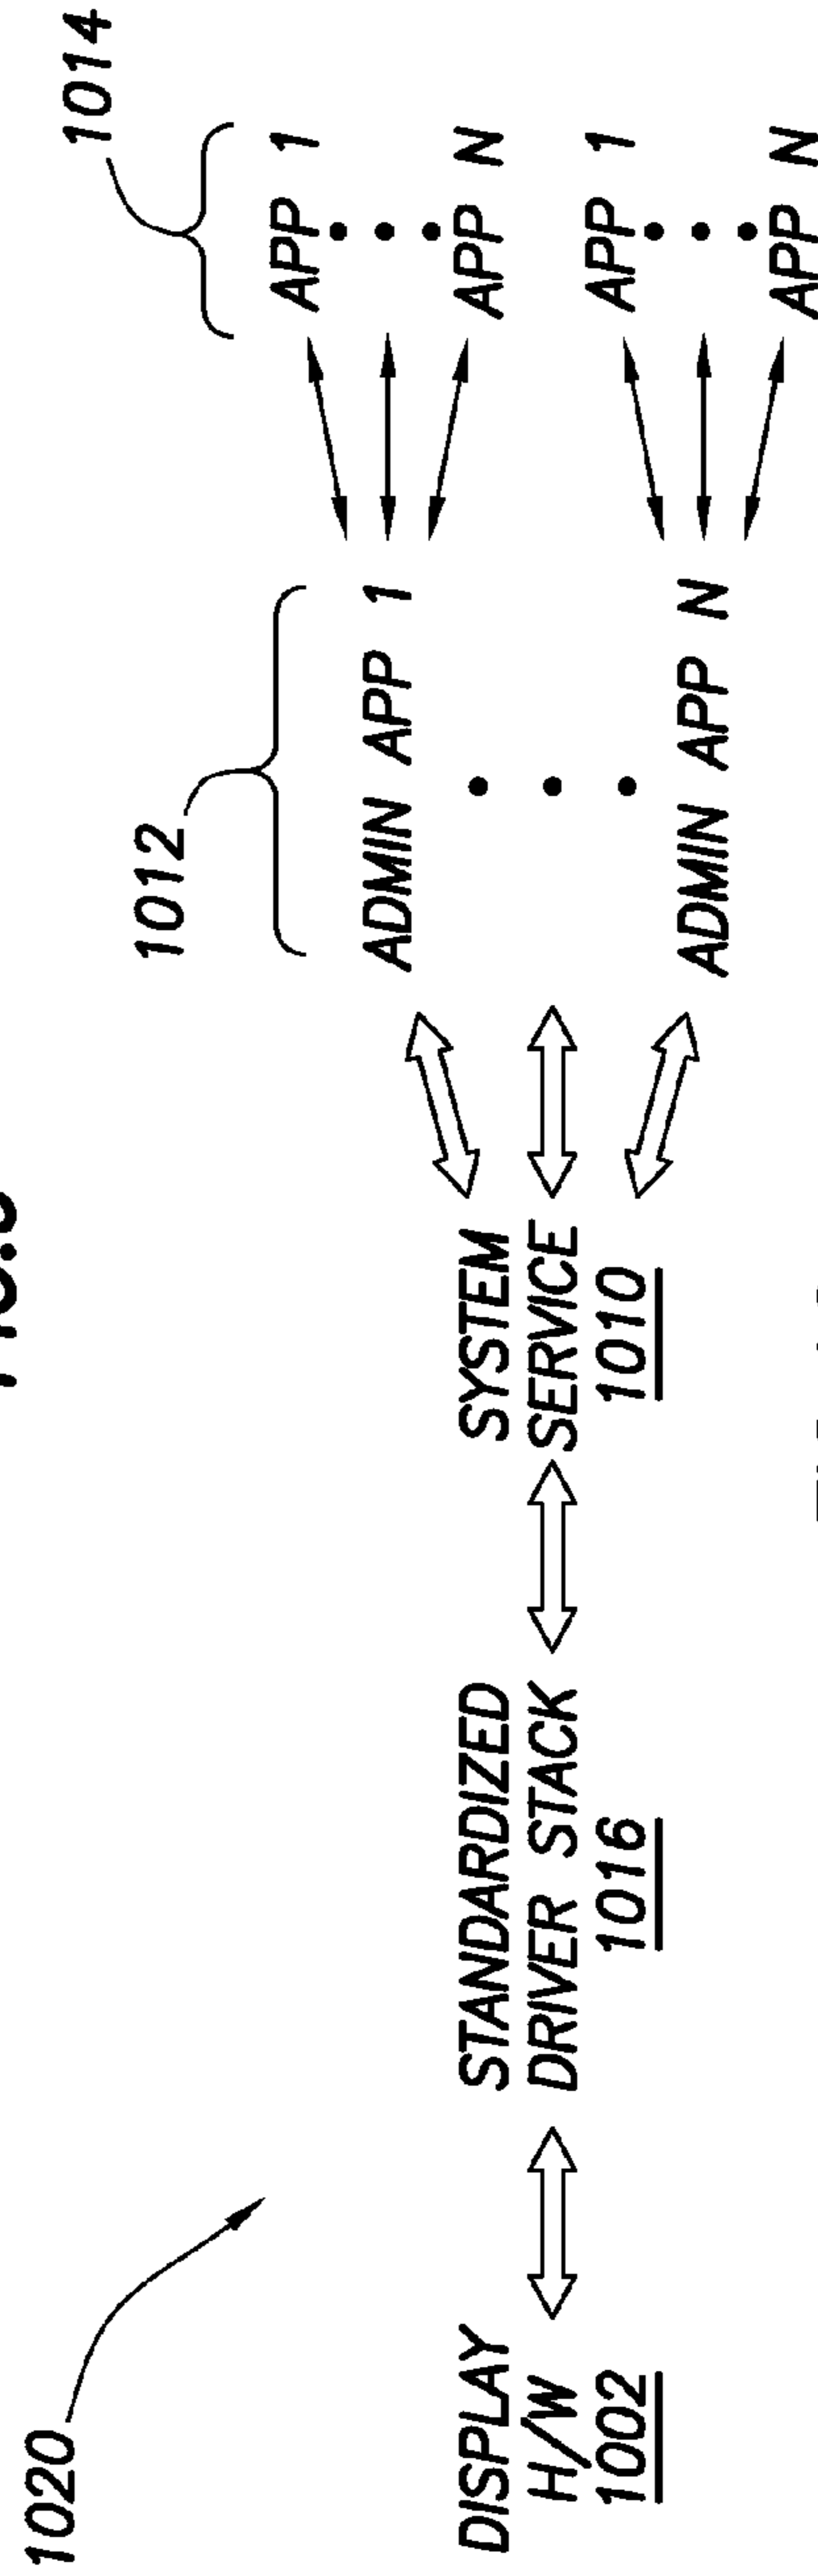 1020
1012
1014
DISPLAY
H/W
1002
STANDARDIZED
DRIVER STACK
1016
SYSTEM
SERVICE
1010
ADMIN APP 1
ADMIN APP N
APP 1
APP N
APP 1
APP N